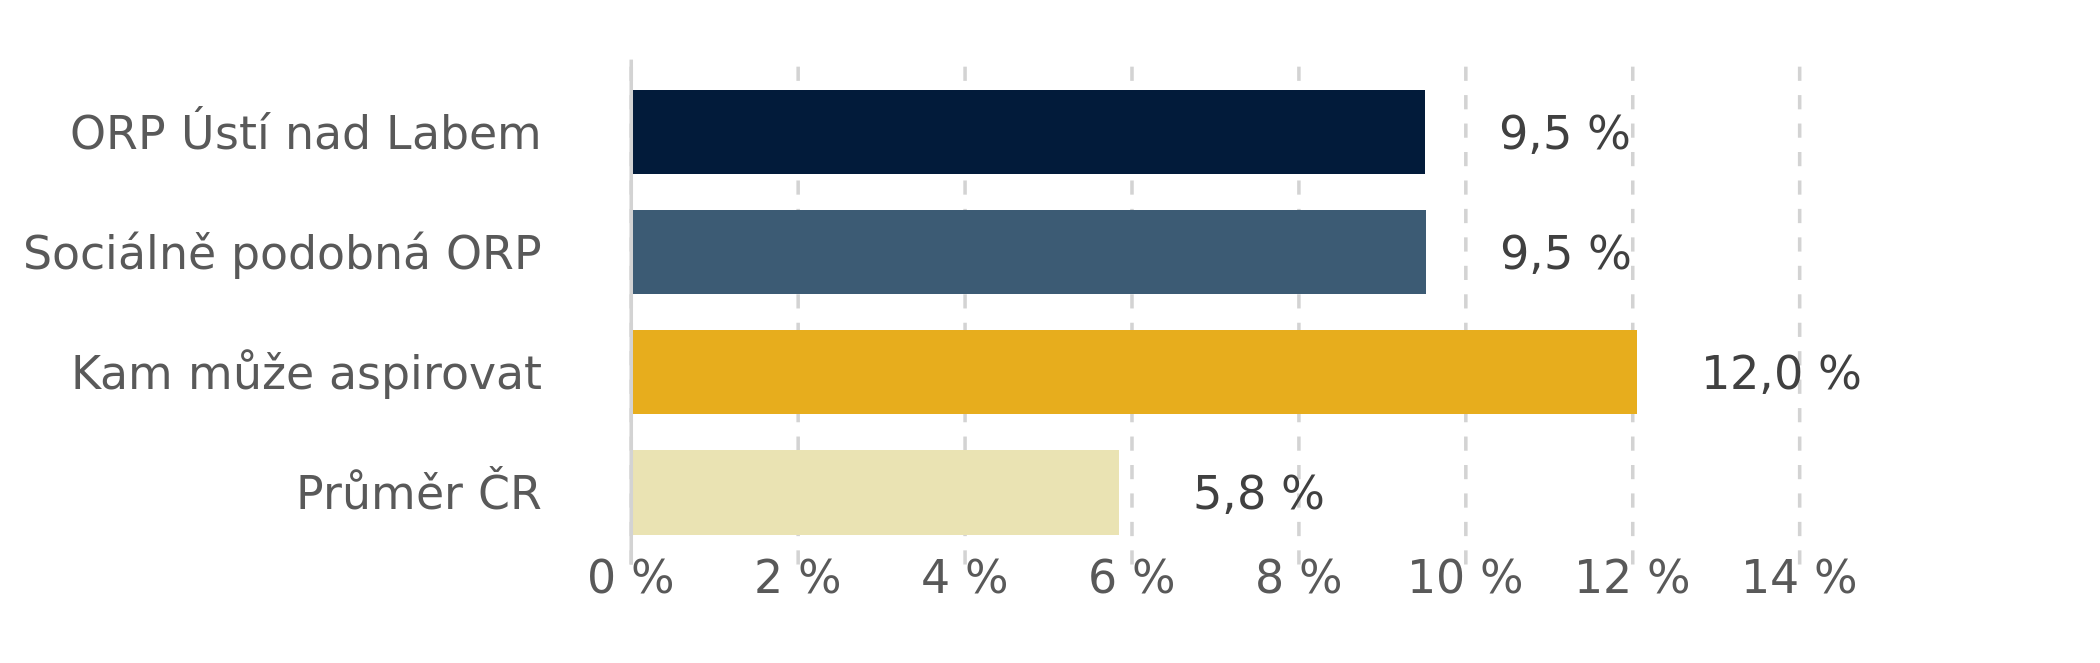 ORP Ústí nad Labem 9,5 %
Sociálně podobná ORP 9,5 %
Kam může aspirovat 12,0 %
Průměr ČR 5,8 %
0 % 2 % 4 % 6 % 8 % 10 % 12 % 14 %